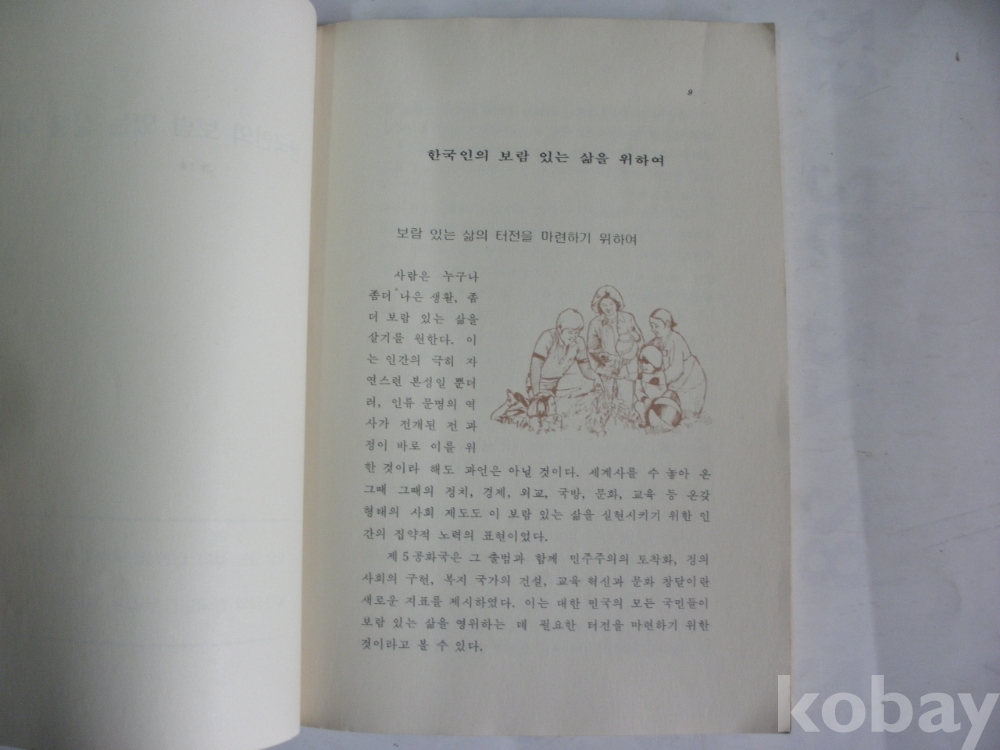 9
한국인의 보람 있는 삶을 위하여
보람 있는 삶의 터전을 마련하기 위하여
사람은 누구나
좀더 나은 생활, 좀
더 보람 있는 삶을
살기를 원한다. 이
는 인간의 극히 자
연스런 본성일 뿐더
러, 인류 문명의 역
사가 전개된 전 과
정이 바로 이를 위
한 것이라 해도 과언은 아닐 것이다. 세계사를 수 놓아 온
그때 그때의 정치, 경제, 외교, 국방, 문화, 교육 등 온갖
형태의 사회 제도도 이 보람 있는 삶을 실현시키기 위한 인
간의 집약적 노력의 표현이었다.
제 5 공화국은 그 출범과 함께 민주주의의 토착화, 정의
사회의 구현, 복지 국가의 건설, 교육 혁신과 문화 창달이란
새로운 지표를 제시하였다. 이는 대한 민국의 모든 국민들이
보람 있는 삶을 영위하는 데 필요한 터전을 마련하기 위한
것이라고 볼 수 있다.
kobay